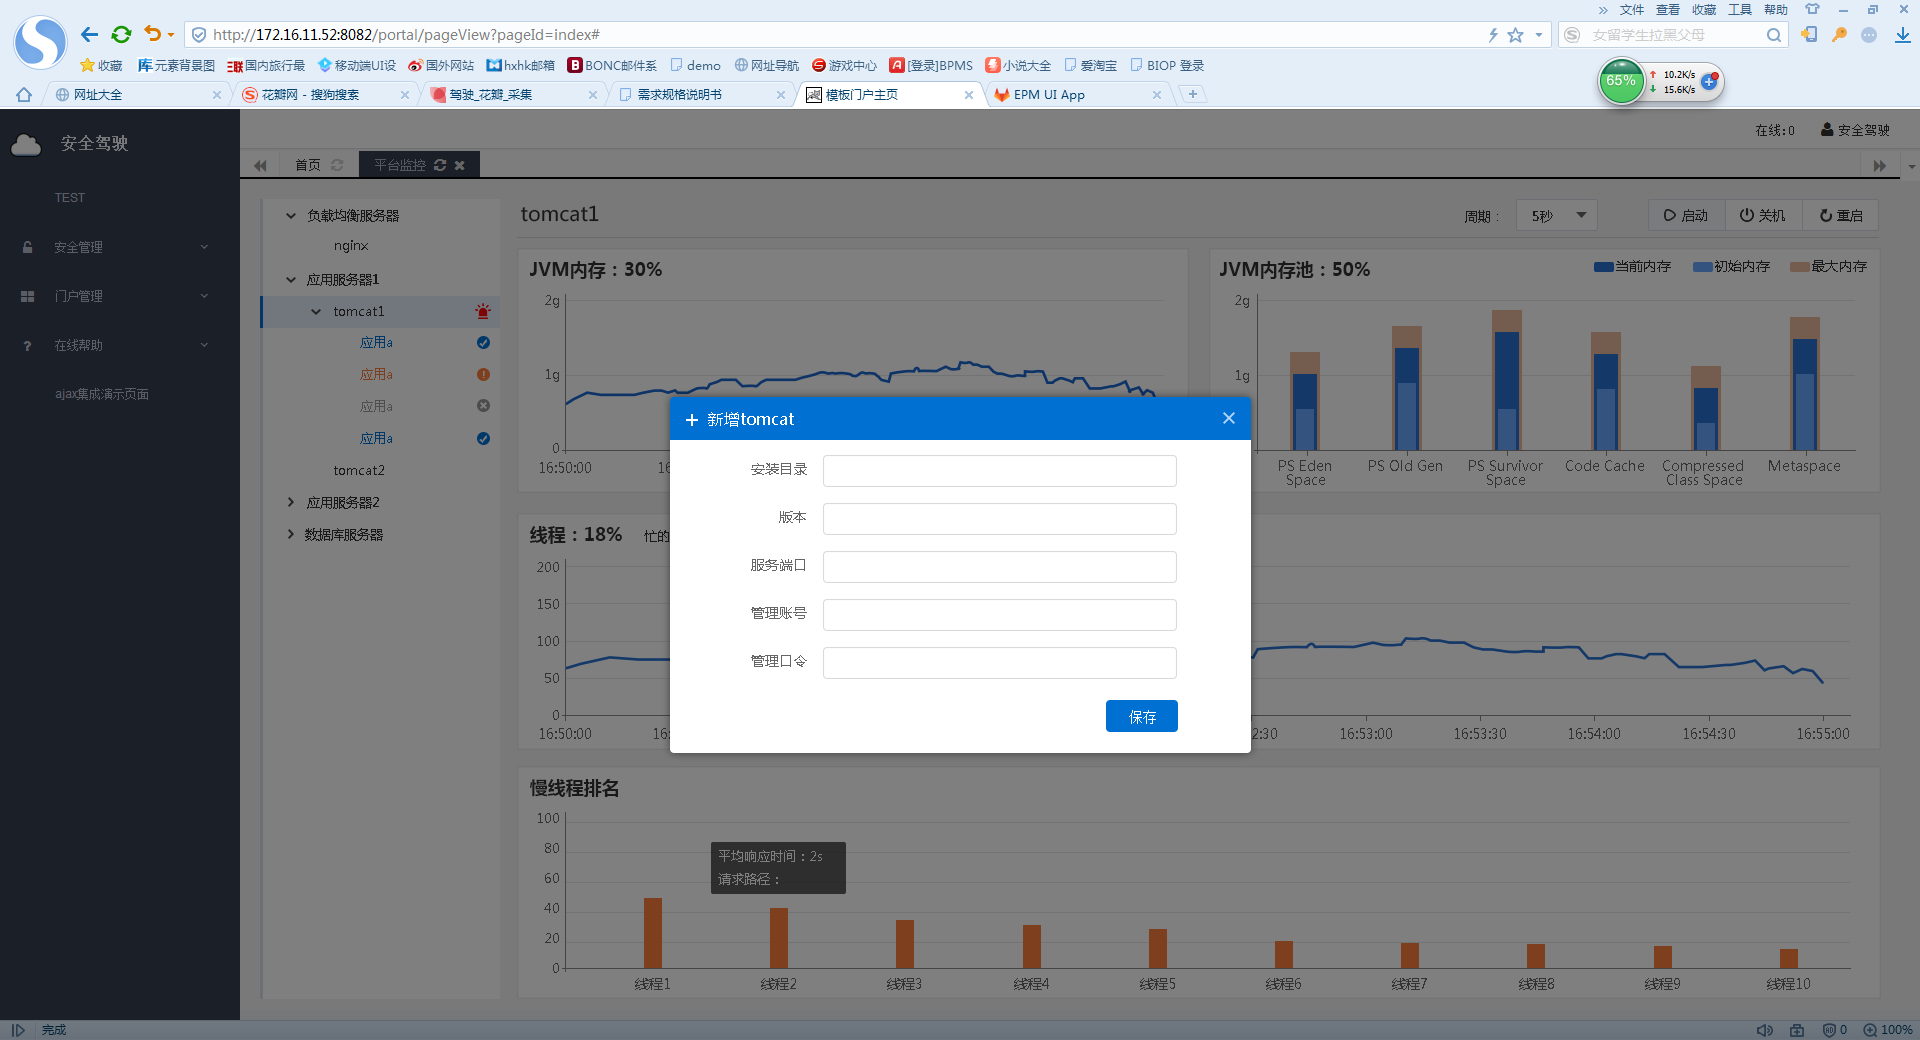 » 文件 查看 收藏 工具 帮助
http://172.16.11.52:8082/portal/pageView?pageId=index#
女留学生拉黑父母
收藏 库元素背景图 国内旅行最 移动端UI设 国外网站 hxhk邮箱 BONC邮件系 demo 网址导航 游戏中心 [登录]BPMS 小说大全 爱淘宝 BIOP 登录
65%
10.2K/s
15.6K/s
网址大全 花瓣网 - 搜狗搜索 驾驶_花瓣_采集 需求规格说明书 模板门户主页 EPM UI App
安全驾驶
在线:0 安全驾驶
首页 平台监控
TEST
安全管理
门户管理
在线帮助
ajax集成演示页面
负载均衡服务器
nginx
应用服务器1
tomcat1
应用a
应用a
应用a
应用a
tomcat2
应用服务器2
数据库服务器
tomcat1
周期: 5秒 启动 关机 重启
JVM内存：30%
2g
1g
0
16:50:00
JVM内存池：50%
当前内存 初始内存 最大内存
2g
1g
PS Eden Space
PS Old Gen
PS Survivor Space
Code Cache
Compressed Class Space
Metaspace
+ 新增tomcat
安装目录
版本
服务端口
管理账号
管理口令
保存
线程：18% 忙的
200
150
100
50
0
16:50:00 16: 2:30 16:53:00 16:53:30 16:54:00 16:54:30 16:55:00
慢线程排名
100
80
60
40
20
0
平均响应时间：2s
请求路径：
线程1 线程2 线程3 线程4 线程5 线程6 线程7 线程8 线程9 线程10
完成
0 100%